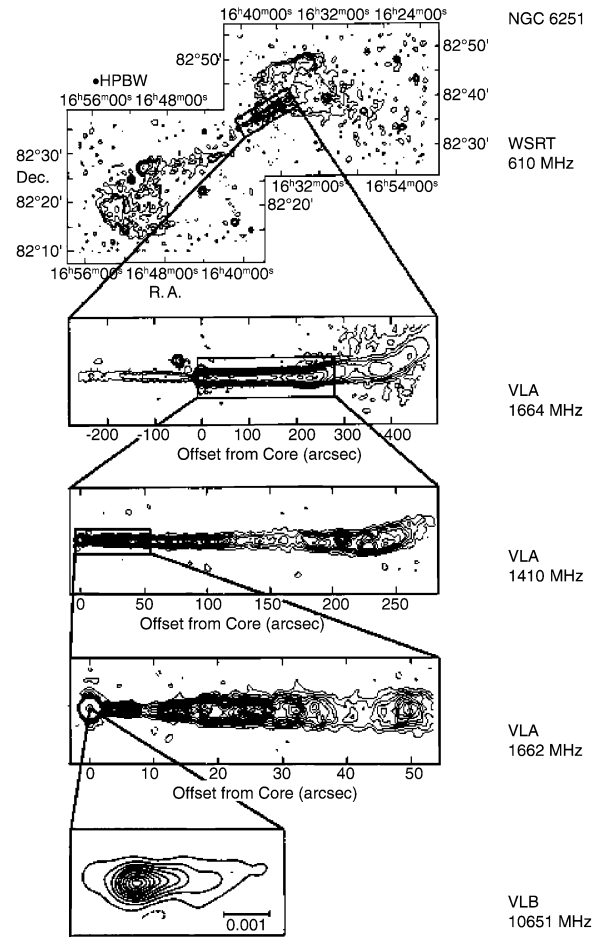 NGC 6251
16h40m00s 16h32m00s 16h24m00s
82°50'
82°50'
HPBW
16h56m00s 16h48m00s
82°40'
82°30'
WSRT
610 MHz
82°30'
Dec.
82°20'
82°10'
16h32m00s 16h54m00s
82°20'
16h56m00s 16h48m00s 16h40m00s
R. A.
VLA
1664 MHz
-200 -100 0 100 200 300 400
Offset from Core (arcsec)
VLA
1410 MHz
0 50 100 150 200 250
Offset from Core (arcsec)
VLA
1662 MHz
0 10 20 30 40 50
Offset from Core (arcsec)
0.001
VLB
10651 MHz